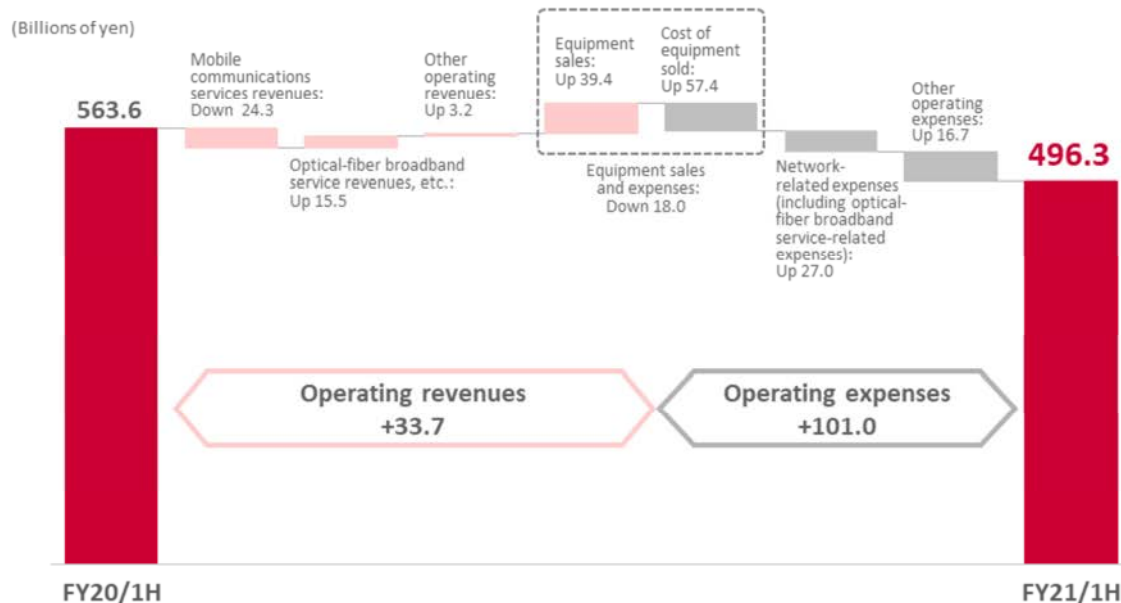 (Billions of yen)
563.6
Mobile
communications
services revenues:
Down 24.3
Optical-fiber broadband
service revenues, etc.:
Up 15.5
Other
operating
revenues:
Up 3.2
Equipment
sales:
Up 39.4
Cost of
equipment
sold:
Up 57.4
Equipment sales
and expenses:
Down 18.0
Network-
related expenses
(including optical-
fiber broadband
service-related
expenses):
Up 27.0
Other
operating
expenses:
Up 16.7
496.3
Operating revenues
+33.7
Operating expenses
+101.0
FY20/1H
FY21/1H